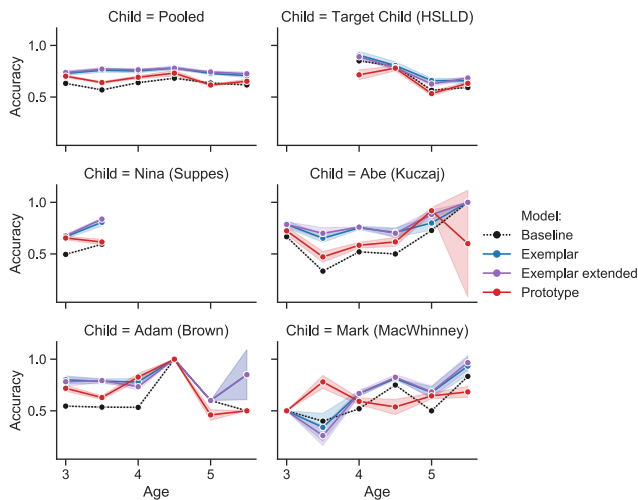 Child = Pooled
Child = Target Child (HSLLD)
Accuracy
1.0
0.5
Child = Nina (Suppes)
Child = Abe (Kuczaj)
Accuracy
1.0
0.5
Model:
Baseline
Exemplar
Exemplar extended
Prototype
Child = Adam (Brown)
Child = Mark (MacWhinney)
Accuracy
1.0
0.5
3 4 5
3 4 5
Age
Age